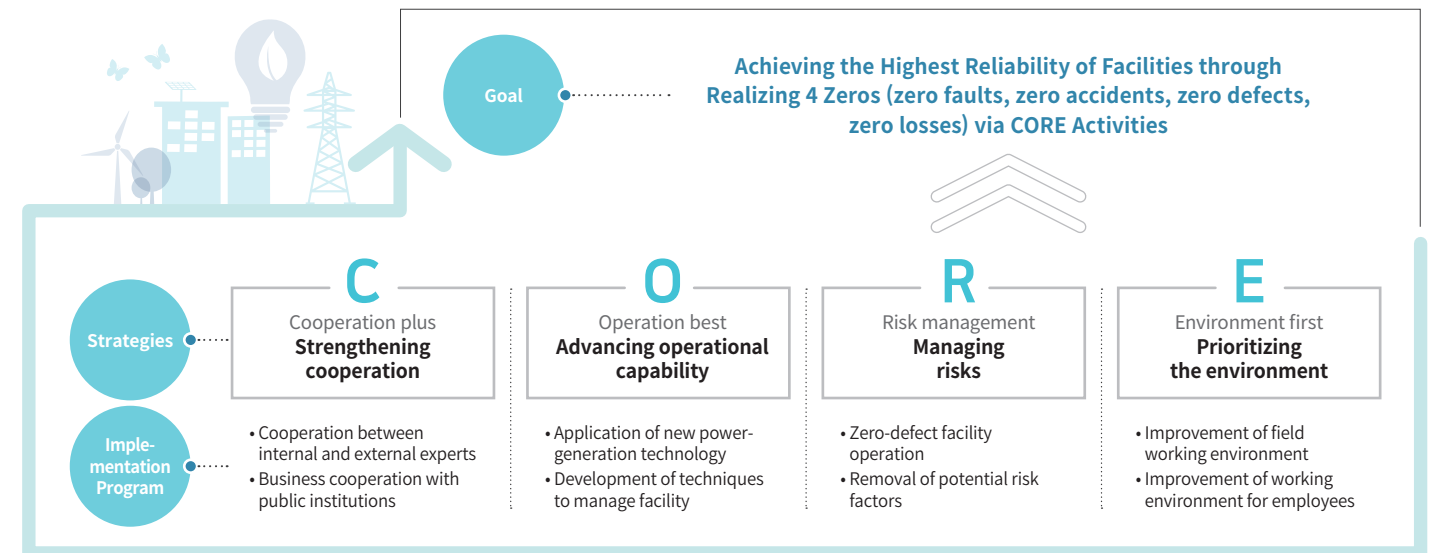 Goal
Achieving the Highest Reliability of Facilities through
Realizing 4 Zeros (zero faults, zero accidents, zero defects,
zero losses) via CORE Activities
Strategies
C
Cooperation plus
Strengthening
cooperation
O
Operation best
Advancing operational
capability
R
Risk management
Managing
risks
E
Environment first
Prioritizing
the environment
Imple-
mentation
Program
• Cooperation between
internal and external experts
• Business cooperation with
public institutions
• Application of new power-
generation technology
• Development of techniques
to manage facility
• Zero-defect facility
operation
• Removal of potential risk
factors
• Improvement of field
working environment
• Improvement of working
environment for employees